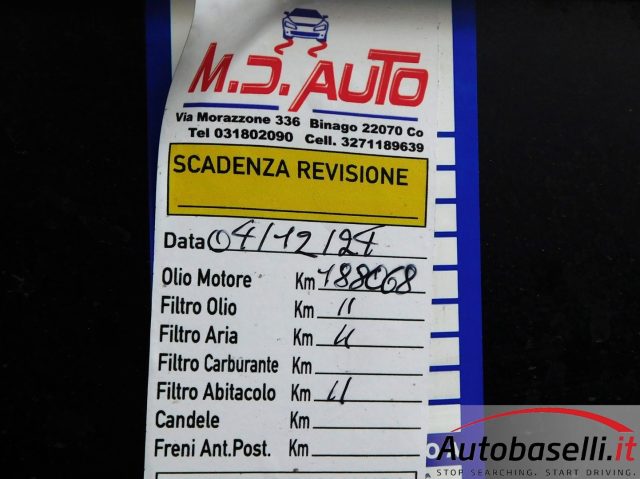 M.D. AUTO
Via Morazzone 336 Binago 22070 Co
Tel 031802090 Cell. 3271189639
SCADENZA REVISIONE
Data 04/12/24
Olio Motore Km 188068
Filtro Olio Km 11
Filtro Aria Km 11
Filtro Carburante Km
Filtro Abitacolo Km 11
Candele Km
Freni Ant.Post. Km
Autobaselli.it
STOP SEARCHING. START DRIVING.